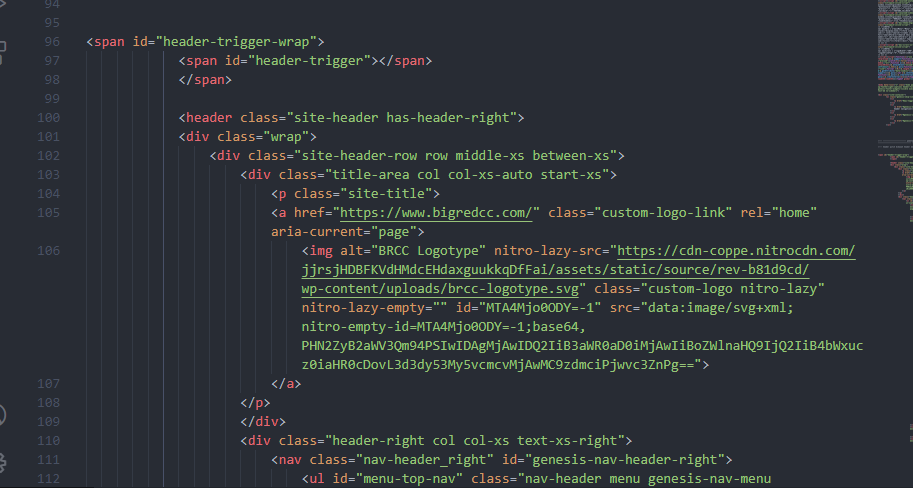 94
95
96 <span id="header-trigger-wrap">
97 <span id="header-trigger"></span>
98 </span>
99
100 <header class="site-header has-header-right">
101 <div class="wrap">
102 <div class="site-header-row row middle-xs between-xs">
103 <div class="title-area col col-xs-auto start-xs">
104 <p class="site-title">
105 <a href="https://www.bigredcc.com/" class="custom-logo-link" rel="home"
aria-current="page">
106 <img alt="BRCC Logotype" nitro-lazy-src="https://cdn-coppe.nitrocdn.com/
jjrsjHDBFKVdHMdcEHdaxguukkqDfFai/assets/static/source/rev-b81d9cd/
wp-content/uploads/brcc-logotype.svg" class="custom-logo nitro-lazy"
nitro-lazy-empty="" id="MTA4Mjo0ODY=-1" src="data:image/svg+xml;
nitro-empty-id=MTA4Mjo0ODY=-1;base64,
PHN2ZyB2aWV3Qm94PSIwIDAgMjAwIDQ2IiB3aWR0aD0iMjAwIiBoZWlnaHQ9IjQ2IiB4bWxuc
z0iaHR0cDovL3d3dy53My5vcmcvMjAwMC9zdmciPjwvc3ZnPg==">
107 </a>
108 </p>
109 </div>
110 <div class="header-right col col-xs text-xs-right">
111 <nav class="nav-header_right" id="genesis-nav-header-right">
112 <ul id="menu-top-nav" class="nav-header menu genesis-nav-menu